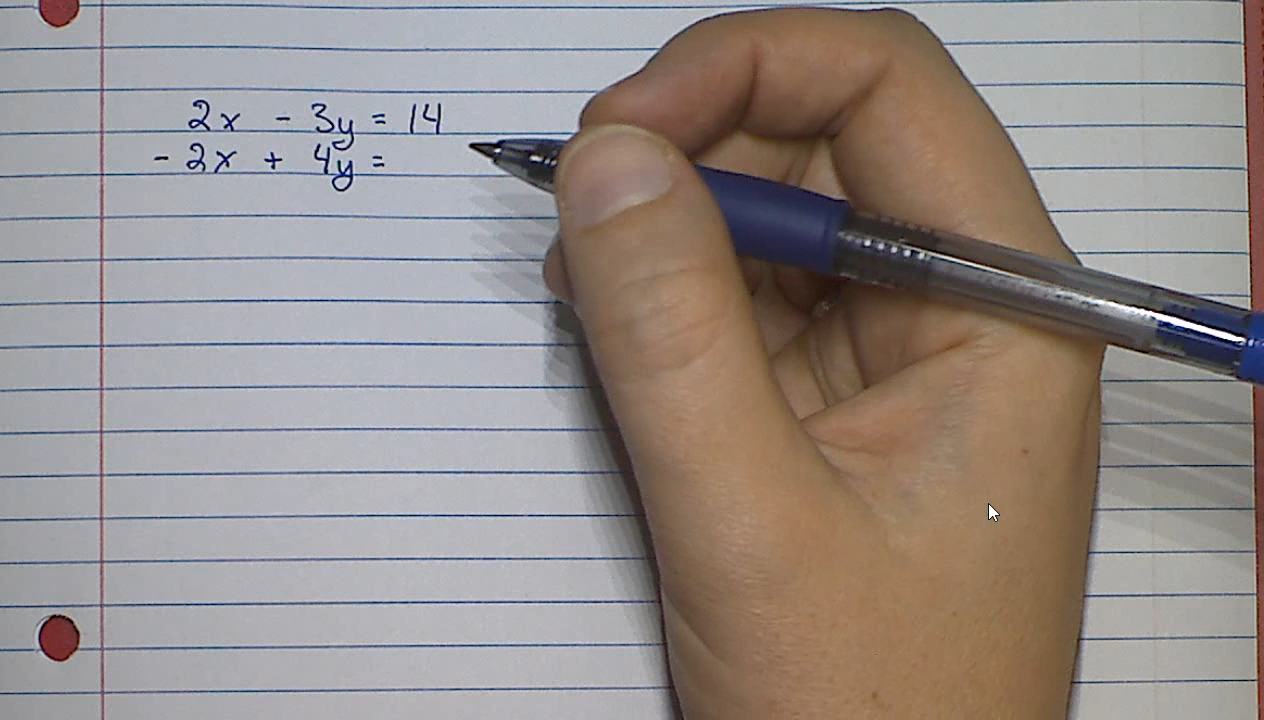 2x - 3y = 14
- 2x + 4y =